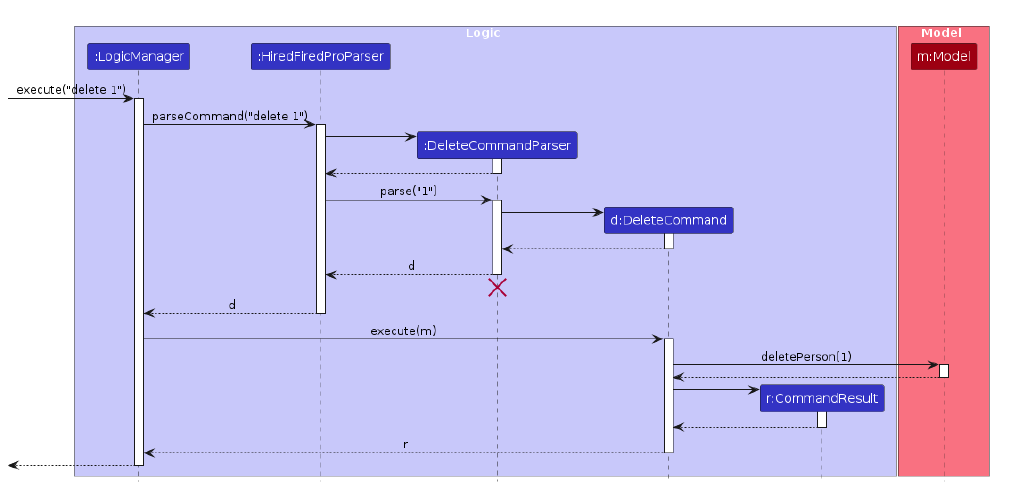 Logic
Model
:LogicManager
:HiredFiredProParser
m:Model
execute("delete 1")
parseCommand("delete 1")
:DeleteCommandParser
parse("1")
d:DeleteCommand
d
d
execute(m)
deletePerson(1)
r:CommandResult
r